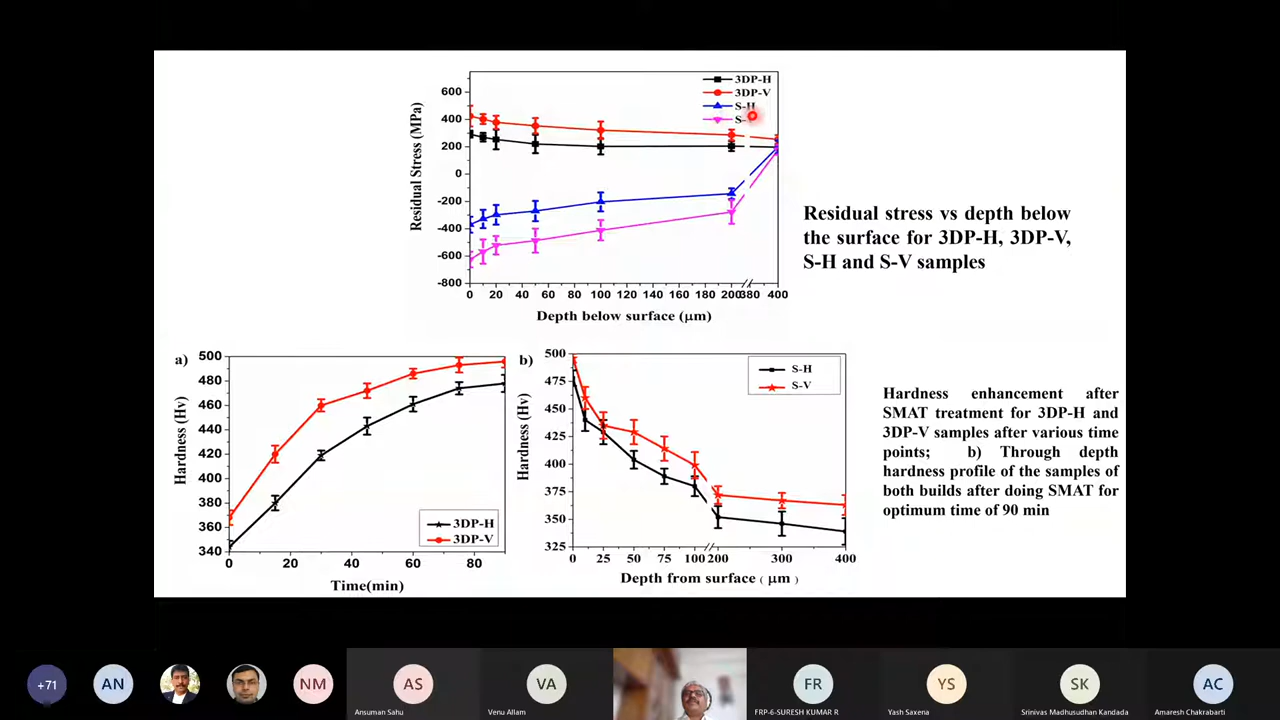 3DP-H
3DP-V
S-H
S-
600
400
200
0
-200
-400
-600
-800
Residual Stress (MPa)
0 20 40 60 80 100 120 140 160 180 200 380 400
Depth below surface (μm)
Residual stress vs depth below
the surface for 3DP-H, 3DP-V,
S-H and S-V samples
a)
500
480
460
440
420
400
380
360
340
Hardness (Hv)
3DP-H
3DP-V
0 20 40 60 80
Time(min)
b)
500
475
450
425
400
375
350
325
Hardness (Hv)
S-H
S-V
0 25 50 75 100 200 300 400
Depth from surface ( μm )
Hardness enhancement after
SMAT treatment for 3DP-H and
3DP-V samples after various time
points; b) Through depth
hardness profile of the samples of
both builds after doing SMAT for
optimum time of 90 min
+71
AN
NM
AS
Ansuman Sahu
VA
Venu Allam
FR
FRP-6-SURESH KUMAR R
YS
Yash Saxena
SK
Srinivas Madhusudhan Kandada
AC
Amaresh Chakrabarti